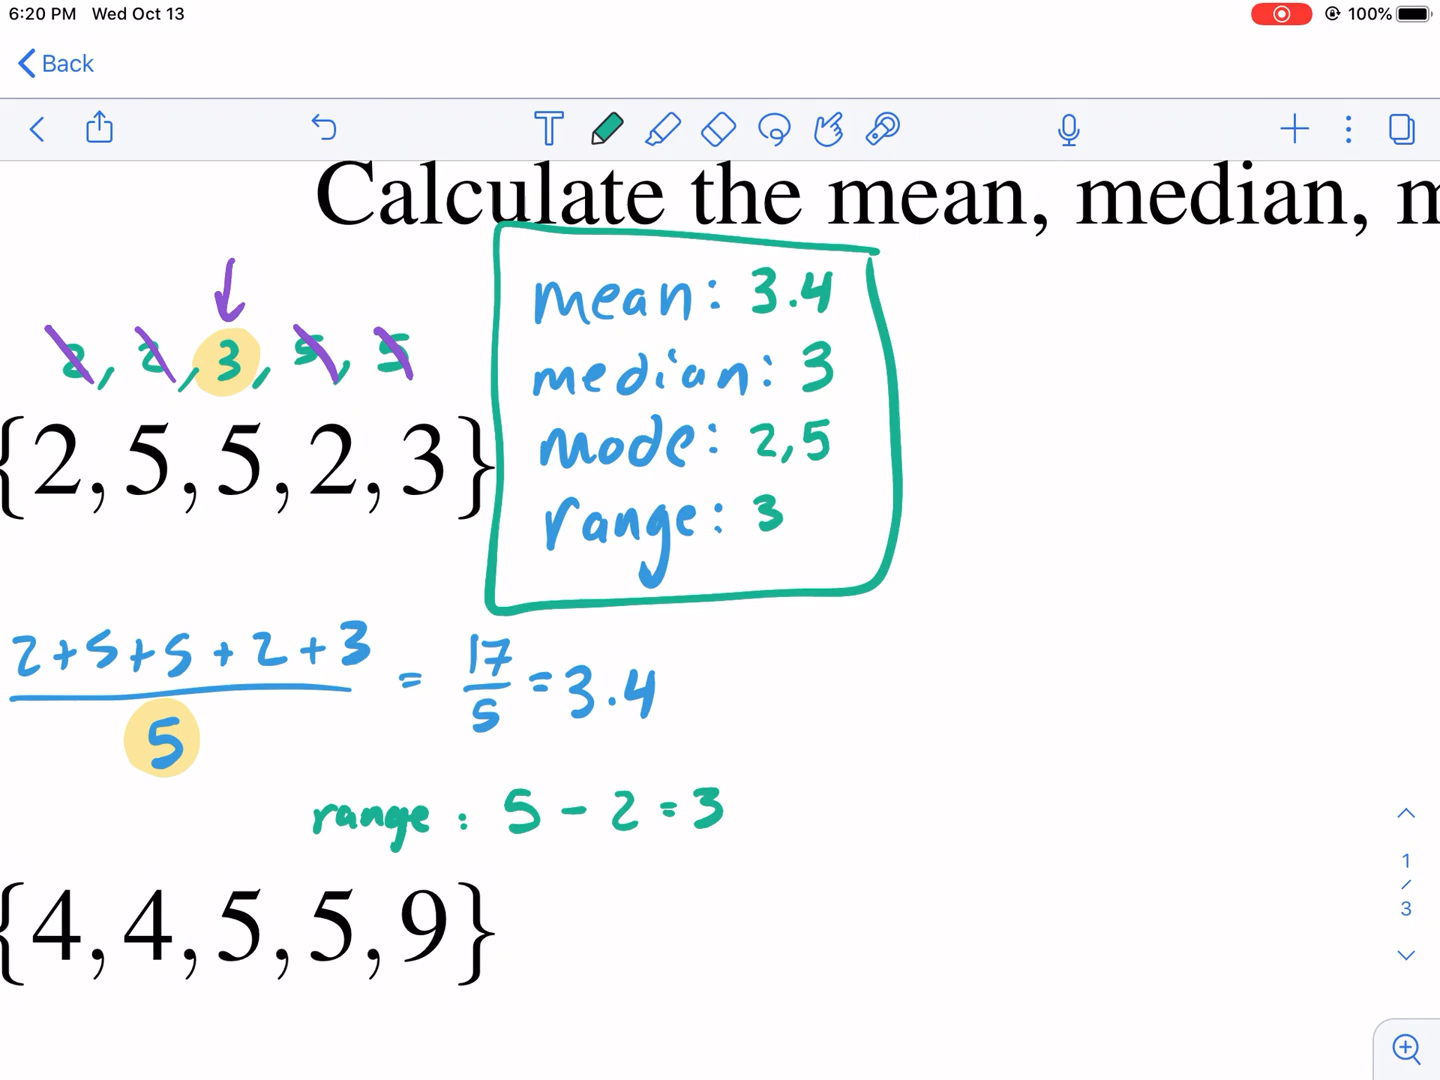 6:20 PM Wed Oct 13
100%
Back
T
Calculate the mean, median, m
2, 2, 3, 5, 5
{2, 5, 5, 2, 3}
mean: 3.4
median: 3
mode: 2,5
range: 3
2+5+5+2+3 / 5 = 17/5 = 3.4
range: 5 - 2 = 3
{4, 4, 5, 5, 9}
1
/
3